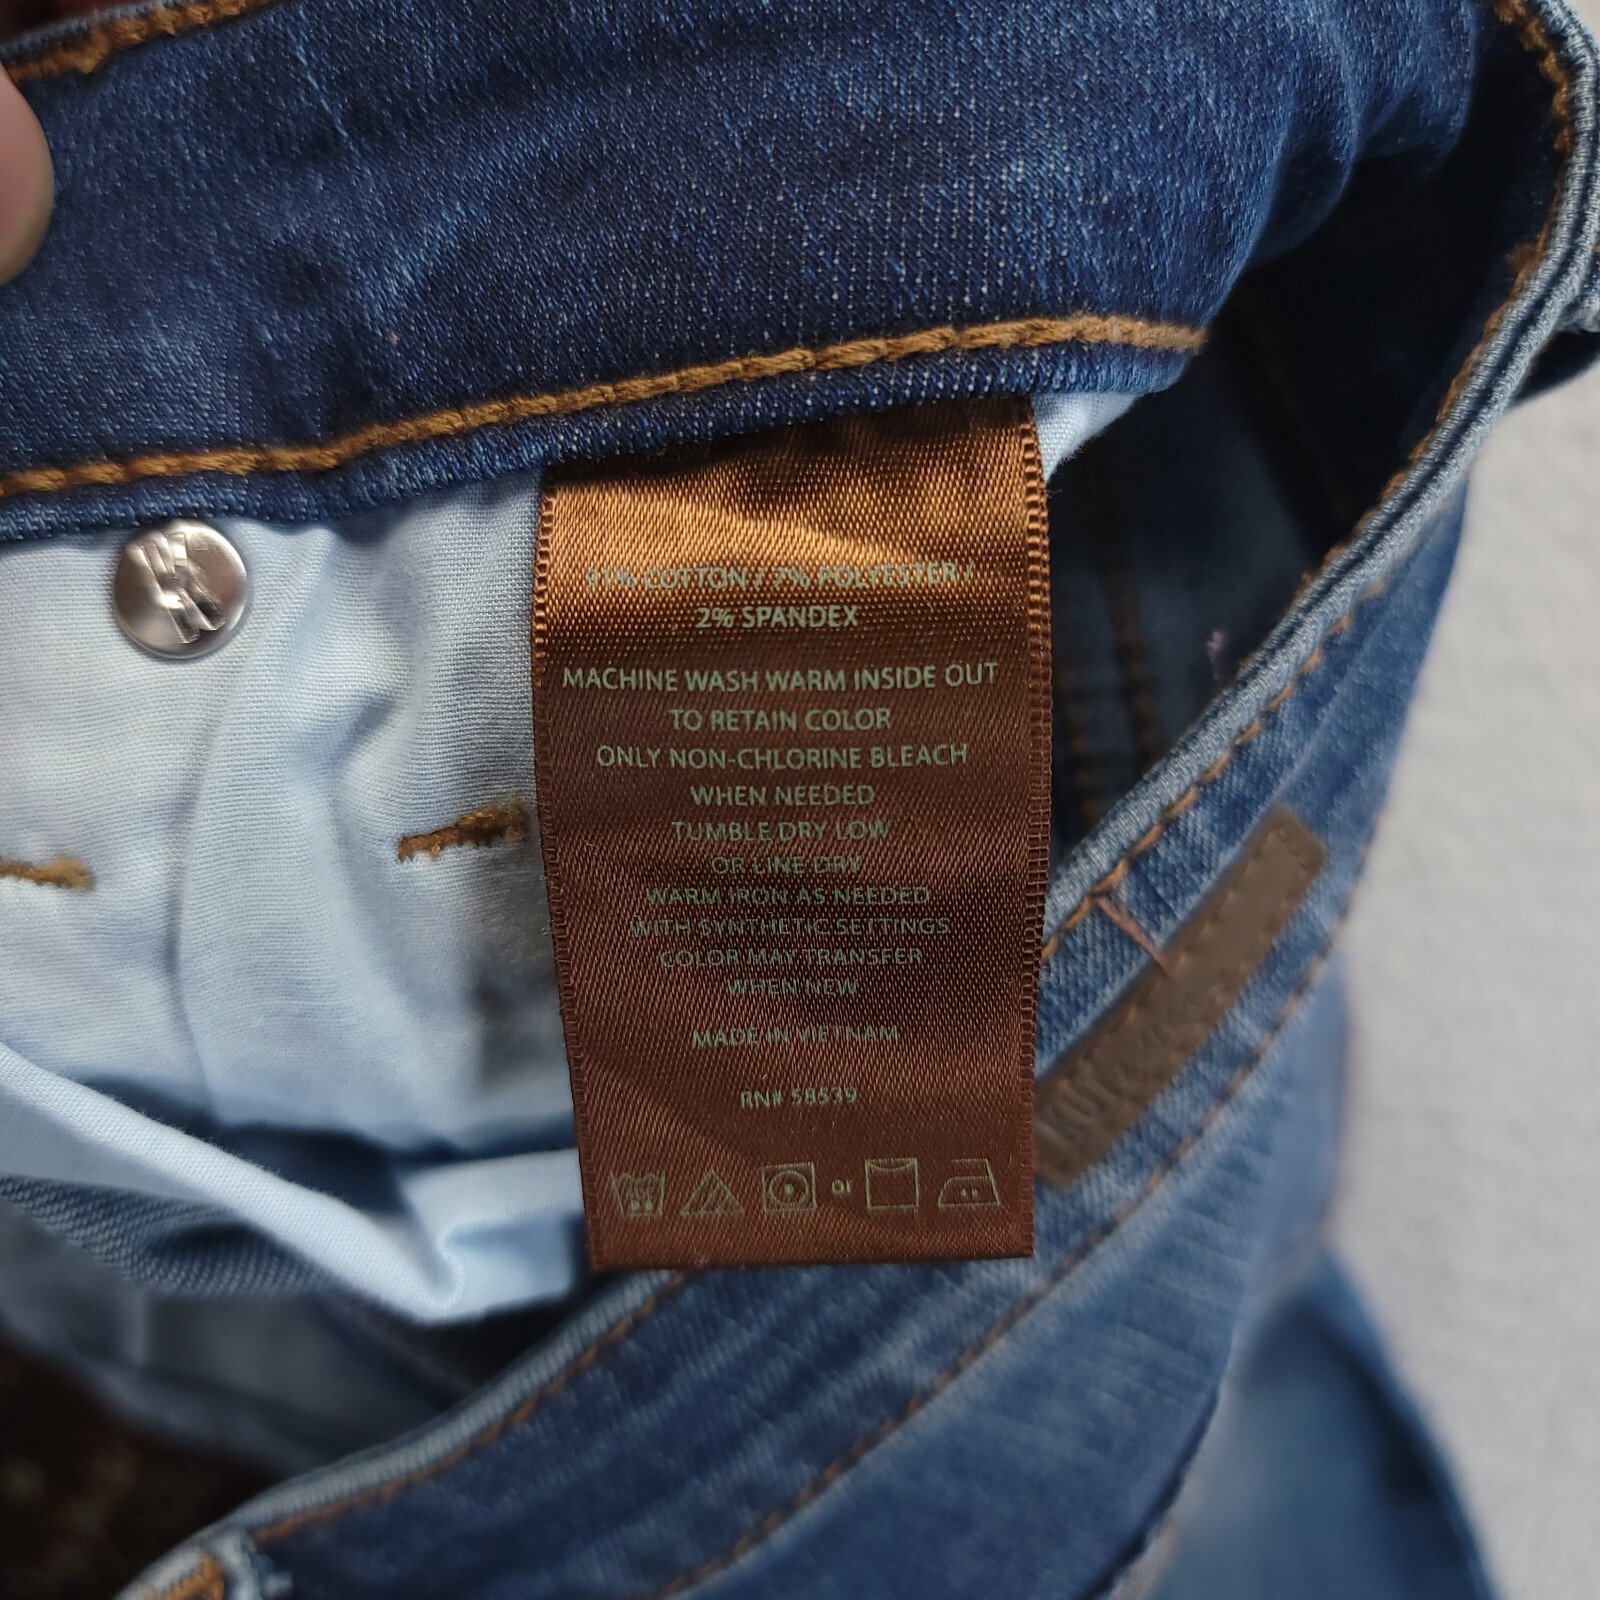 91% COTTON / 7% POLYESTER /
2% SPANDEX
MACHINE WASH WARM INSIDE OUT
TO RETAIN COLOR
ONLY NON-CHLORINE BLEACH
WHEN NEEDED
TUMBLE DRY LOW
OR LINE DRY
WARM IRON AS NEEDED
WITH SYNTHETIC SETTINGS
COLOR MAY TRANSFER
WHEN NEW
MADE IN VIETNAM
RN# 58539
or